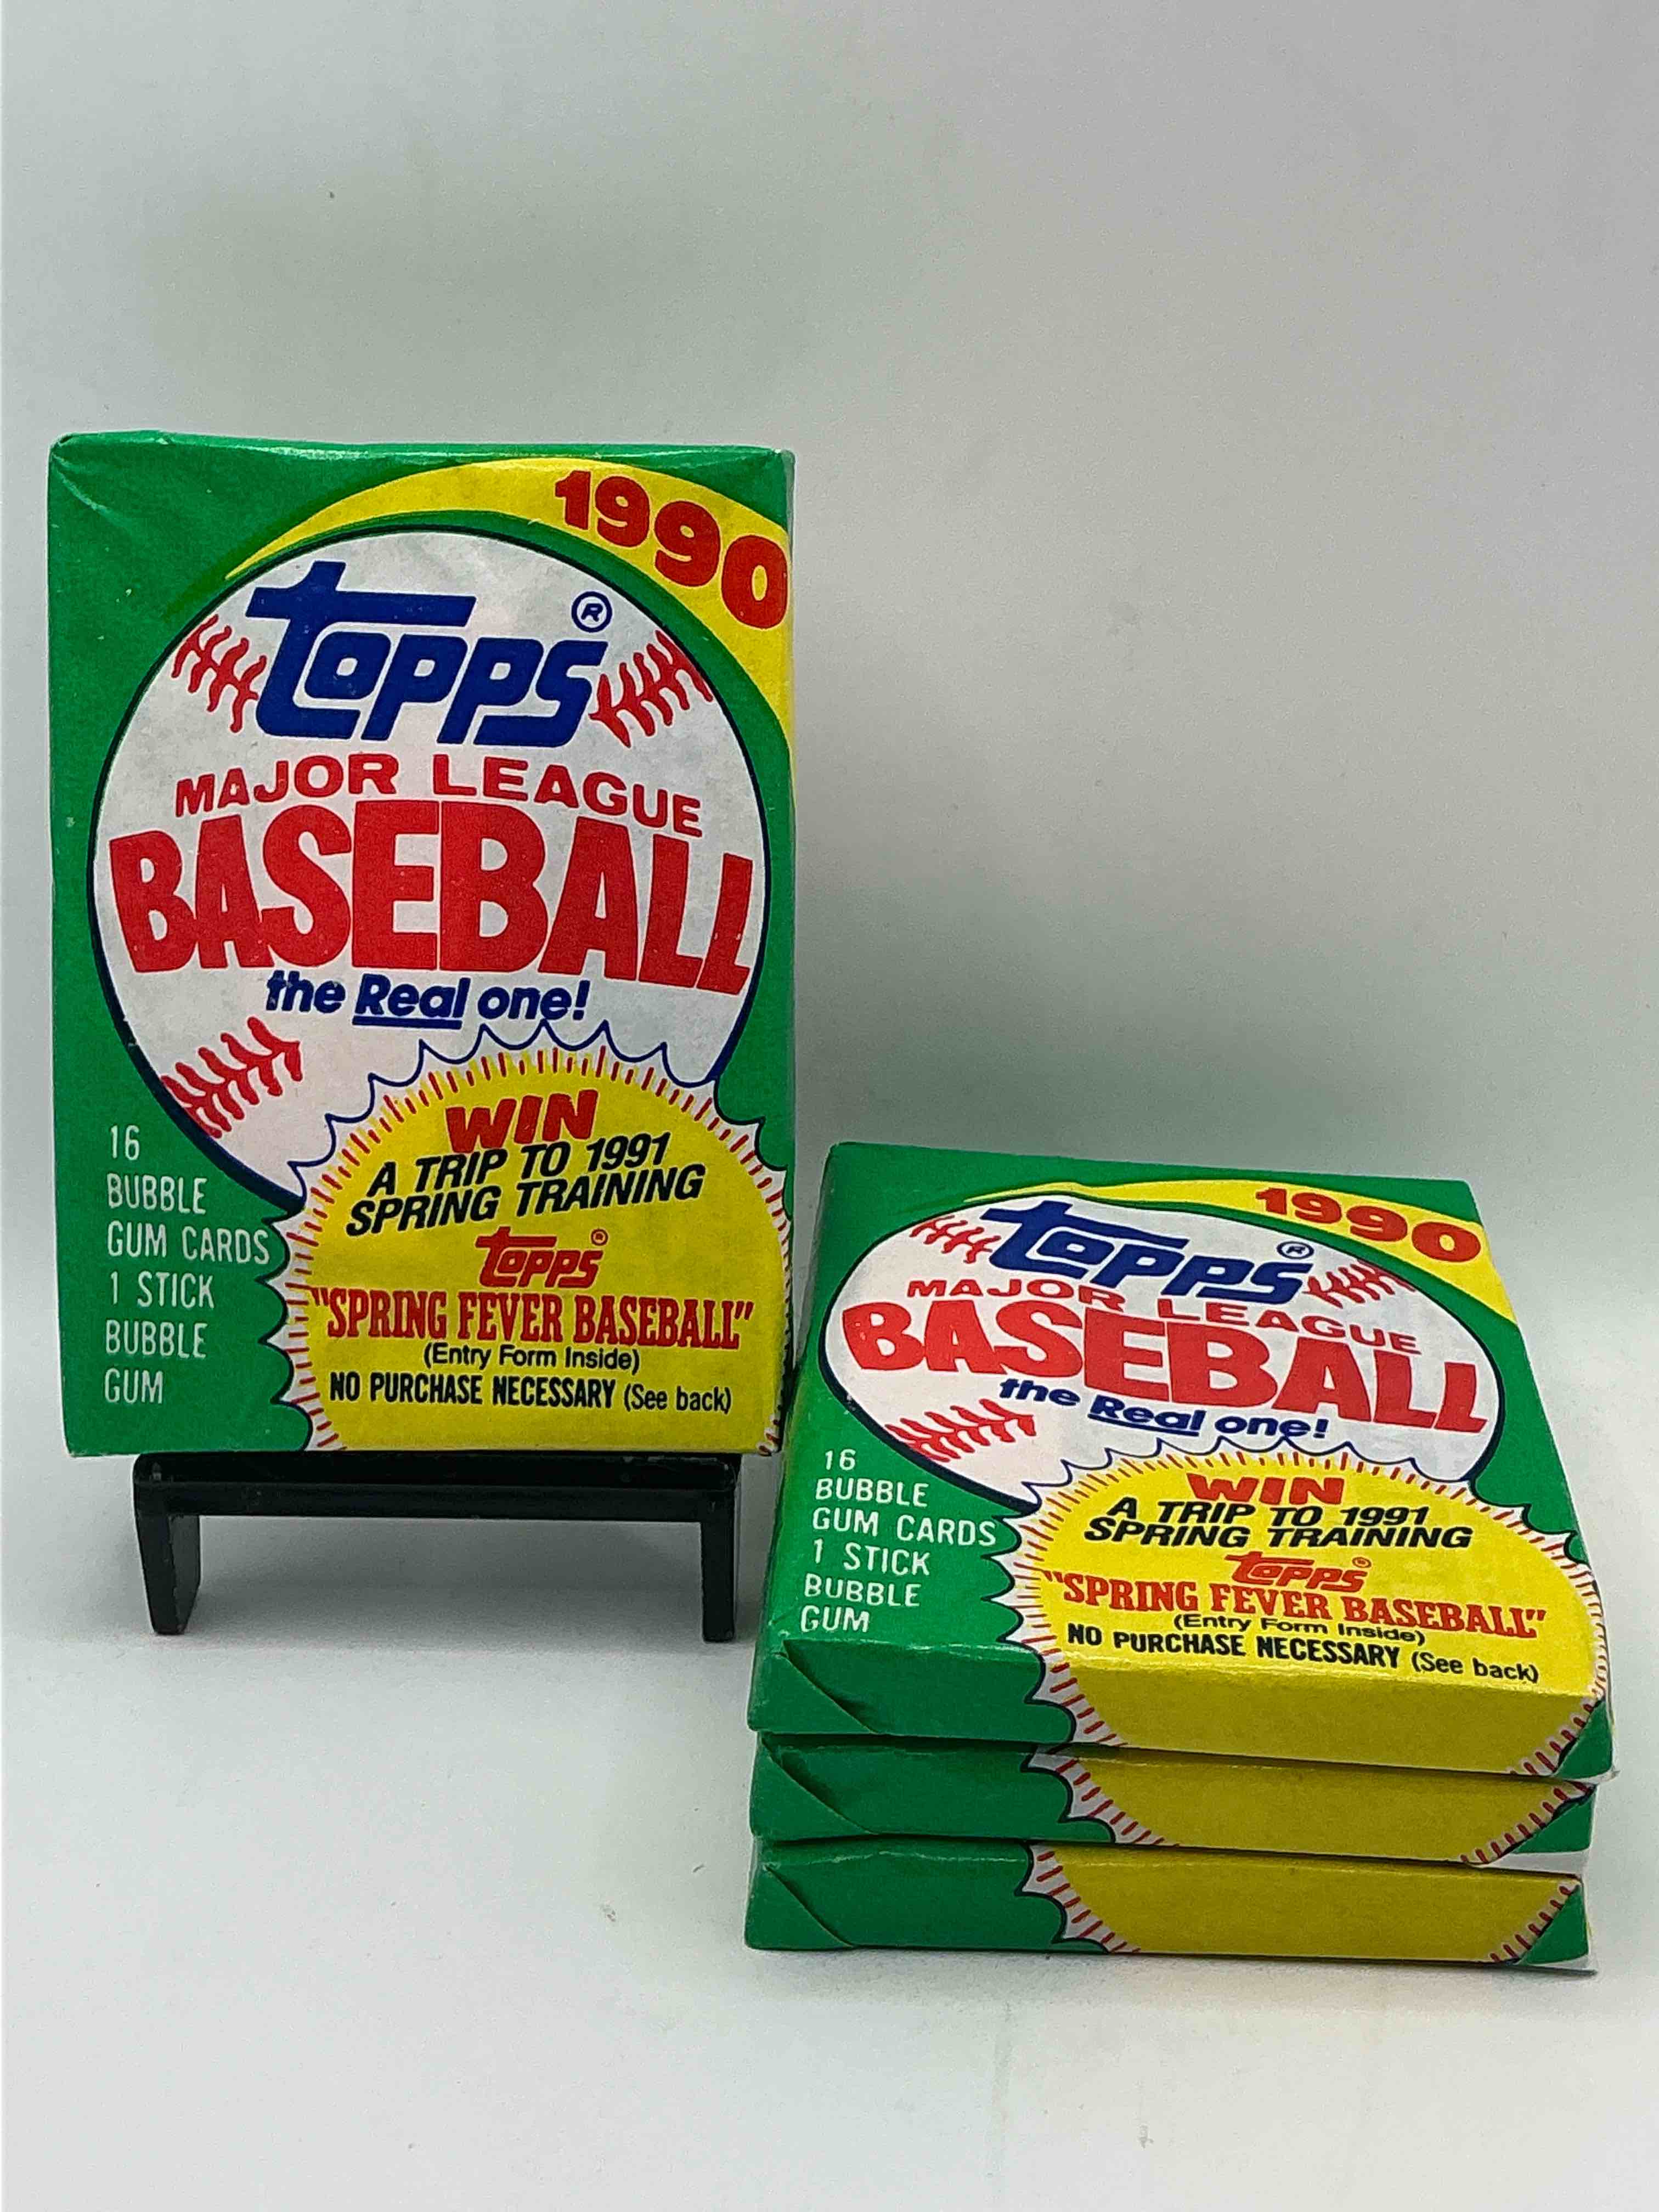 1990
topps®
MAJOR LEAGUE
BASEBALL
the Real one!
16
BUBBLE
GUM CARDS
1 STICK
BUBBLE
GUM
WIN
A TRIP TO 1991
SPRING TRAINING
topps®
"SPRING FEVER BASEBALL"
(Entry Form Inside)
NO PURCHASE NECESSARY (See back)
1990
topps®
MAJOR LEAGUE
BASEBALL
the Real one!
16
BUBBLE
GUM CARDS
1 STICK
BUBBLE
GUM
WIN
A TRIP TO 1991
SPRING TRAINING
topps®
"SPRING FEVER BASEBALL"
(Entry Form Inside)
NO PURCHASE NECESSARY (See back)